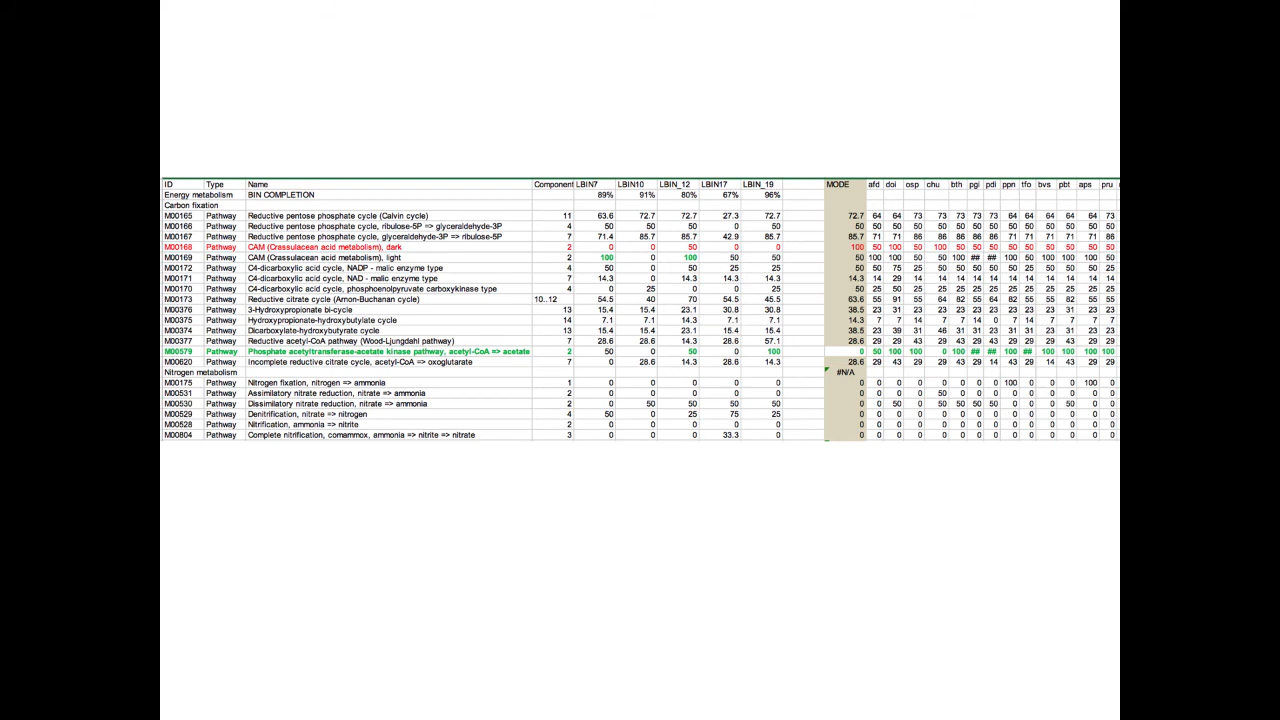 ID Type Name Component LBIN7 LBIN10 LBIN_12 LBIN17 LBIN_19 MODE afd doi osp chu bth pgi pdi ppn tfo bvs pbt aps pru
Energy metabolism BIN COMPLETION 89% 91% 80% 67% 96%
Carbon fixation
M00165 Pathway Reductive pentose phosphate cycle (Calvin cycle) 11 63.6 72.7 72.7 27.3 72.7 72.7 64 64 73 73 73 73 73 64 64 64 64 64 73
M00166 Pathway Reductive pentose phosphate cycle, ribulose-5P => glyceraldehyde-3P 4 50 50 50 0 50 50 50 50 50 50 50 50 50 50 50 50 50 50 50
M00167 Pathway Reductive pentose phosphate cycle, glyceraldehyde-3P => ribulose-5P 7 71.4 85.7 85.7 42.9 85.7 85.7 71 71 86 86 86 86 86 71 71 71 71 71 86
M00168 Pathway CAM (Crassulacean acid metabolism), dark 2 0 0 50 0 0 100 50 100 50 100 50 50 50 50 50 50 50 50 50
M00169 Pathway CAM (Crassulacean acid metabolism), light 2 100 0 100 50 50 50 100 100 50 50 100 ## ## 100 50 100 100 100 50
M00172 Pathway C4-dicarboxylic acid cycle, NADP - malic enzyme type 4 50 0 50 25 25 50 50 75 25 25 50 50 50 50 25 50 50 50 25
M00171 Pathway C4-dicarboxylic acid cycle, NAD - malic enzyme type 7 14.3 0 14.3 14.3 14.3 14.3 14 29 14 0 14 14 14 14 14 14 14 14 14
M00170 Pathway C4-dicarboxylic acid cycle, phosphoenolpyruvate carboxykinase type 4 0 25 0 0 0 50 25 50 25 25 25 25 25 25 25 25 25 25 25
M00173 Pathway Reductive citrate cycle (Arnon-Buchanan cycle) 10..12 54.5 40 70 54.5 45.5 63.6 55 91 55 64 82 55 64 82 55 55 82 55 55
M00376 Pathway 3-Hydroxypropionate bi-cycle 13 15.4 15.4 23.1 30.8 30.8 38.5 23 31 23 23 31 31 23 31 23 23 31 23 23
M00375 Pathway Hydroxypropionate-hydroxybutylate cycle 14 7.1 7.1 14.3 7.1 7.1 14.3 7 7 14 7 7 14 0 14 7 7 7 7 7
M00374 Pathway Dicarboxylate-hydroxybutyrate cycle 13 15.4 15.4 23.1 15.4 15.4 38.5 23 39 31 46 31 31 23 31 31 23 31 23 23
M00377 Pathway Reductive acetyl-CoA pathway (Wood-Ljungdahl pathway) 7 28.6 28.6 14.3 28.6 57.1 28.6 43 29 43 29 29 29 29 43 29 29 43 29 29
M00579 Pathway Phosphate acetyltransferase-acetate kinase pathway, acetyl-CoA => acetate 2 50 0 50 0 100 0 50 100 100 0 100 ## ## 100 ## 100 100 100 100
M00620 Pathway Incomplete reductive citrate cycle, acetyl-CoA => oxoglutarate 7 0 28.6 14.3 28.6 14.3 28.6 29 43 29 29 43 29 14 43 29 14 43 29 29
Nitrogen metabolism #N/A
M00175 Pathway Nitrogen fixation, nitrogen => ammonia 1 0 0 0 0 0 0 0 0 0 0 0 0 0 100 0 0 0 100 0
M00531 Pathway Assimilatory nitrate reduction, nitrate => ammonia 2 0 0 0 0 0 0 0 0 0 50 0 0 0 0 0 0 0 0 0
M00530 Pathway Dissimilatory nitrate reduction, nitrate => ammonia 2 0 50 50 50 50 0 0 50 0 50 50 50 50 0 0 0 50 0 0
M00529 Pathway Denitrification, nitrate => nitrogen 4 50 0 25 75 25 0 0 0 0 0 0 0 0 0 0 0 0 0 0
M00528 Pathway Nitrification, ammonia => nitrite 2 0 0 0 0 0 0 0 0 0 0 0 0 0 0 0 0 0 0 0
M00804 Pathway Complete nitrification, comammox, ammonia => nitrite => nitrate 3 0 0 0 33.3 0 0 0 0 0 0 0 0 0 0 0 0 0 0 0